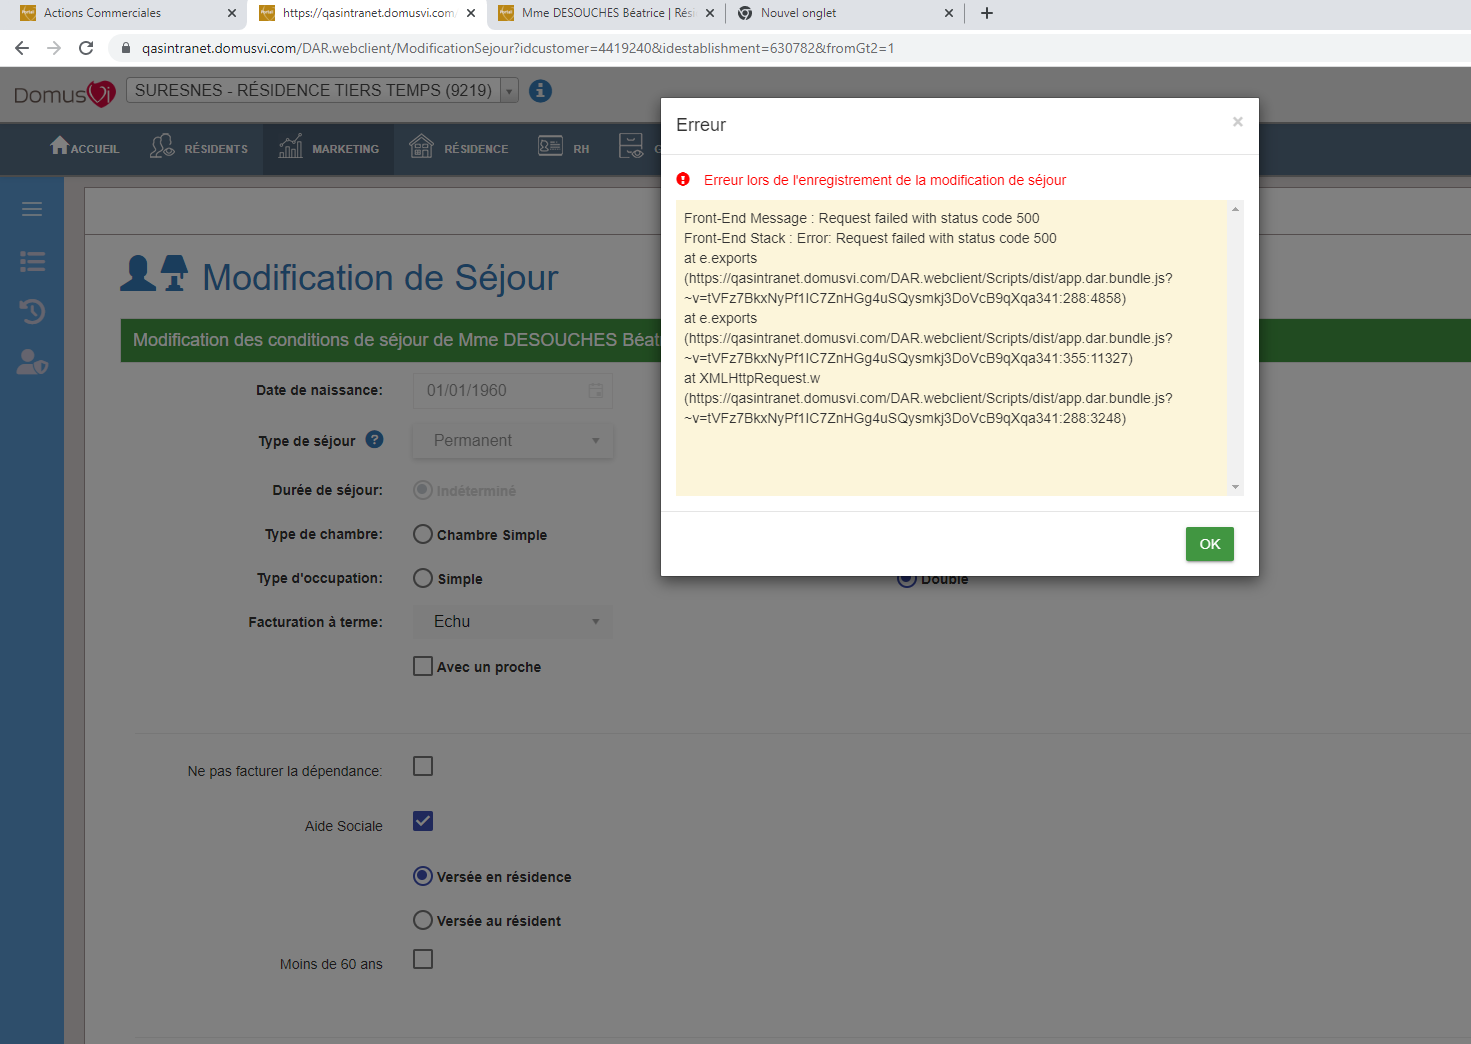 Actions Commerciales
https://qasintranet.domusvi.com
Mme DESOUCHES Béatrice | Rési
Nouvel onglet
qasintranet.domusvi.com/DAR.webclient/ModificationSejour?idcustomer=4419240&idestablishment=630782&fromGt2=1
DomusVi
SURESNES - RÉSIDENCE TIERS TEMPS (9219)
ACCUEIL
RÉSIDENTS
MARKETING
RÉSIDENCE
RH
G
Modification de Séjour
Modification des conditions de séjour de Mme DESOUCHES Béat
Date de naissance:
01/01/1960
Type de séjour
Permanent
Durée de séjour:
Indéterminé
Type de chambre:
Chambre Simple
Type d'occupation:
Simple
Double
Facturation à terme:
Echu
Avec un proche
Ne pas facturer la dépendance:
Aide Sociale
Versée en résidence
Versée au résident
Moins de 60 ans
Erreur
Erreur lors de l'enregistrement de la modification de séjour
Front-End Message : Request failed with status code 500
Front-End Stack : Error: Request failed with status code 500
at e.exports
(https://qasintranet.domusvi.com/DAR.webclient/Scripts/dist/app.dar.bundle.js?
~v=tVFz7BkxNyPf1IC7ZnHGg4uSQysmkj3DoVcB9qXqa341:288:4858)
at e.exports
(https://qasintranet.domusvi.com/DAR.webclient/Scripts/dist/app.dar.bundle.js?
~v=tVFz7BkxNyPf1IC7ZnHGg4uSQysmkj3DoVcB9qXqa341:355:11327)
at XMLHttpRequest.w
(https://qasintranet.domusvi.com/DAR.webclient/Scripts/dist/app.dar.bundle.js?
~v=tVFz7BkxNyPf1IC7ZnHGg4uSQysmkj3DoVcB9qXqa341:288:3248)
OK